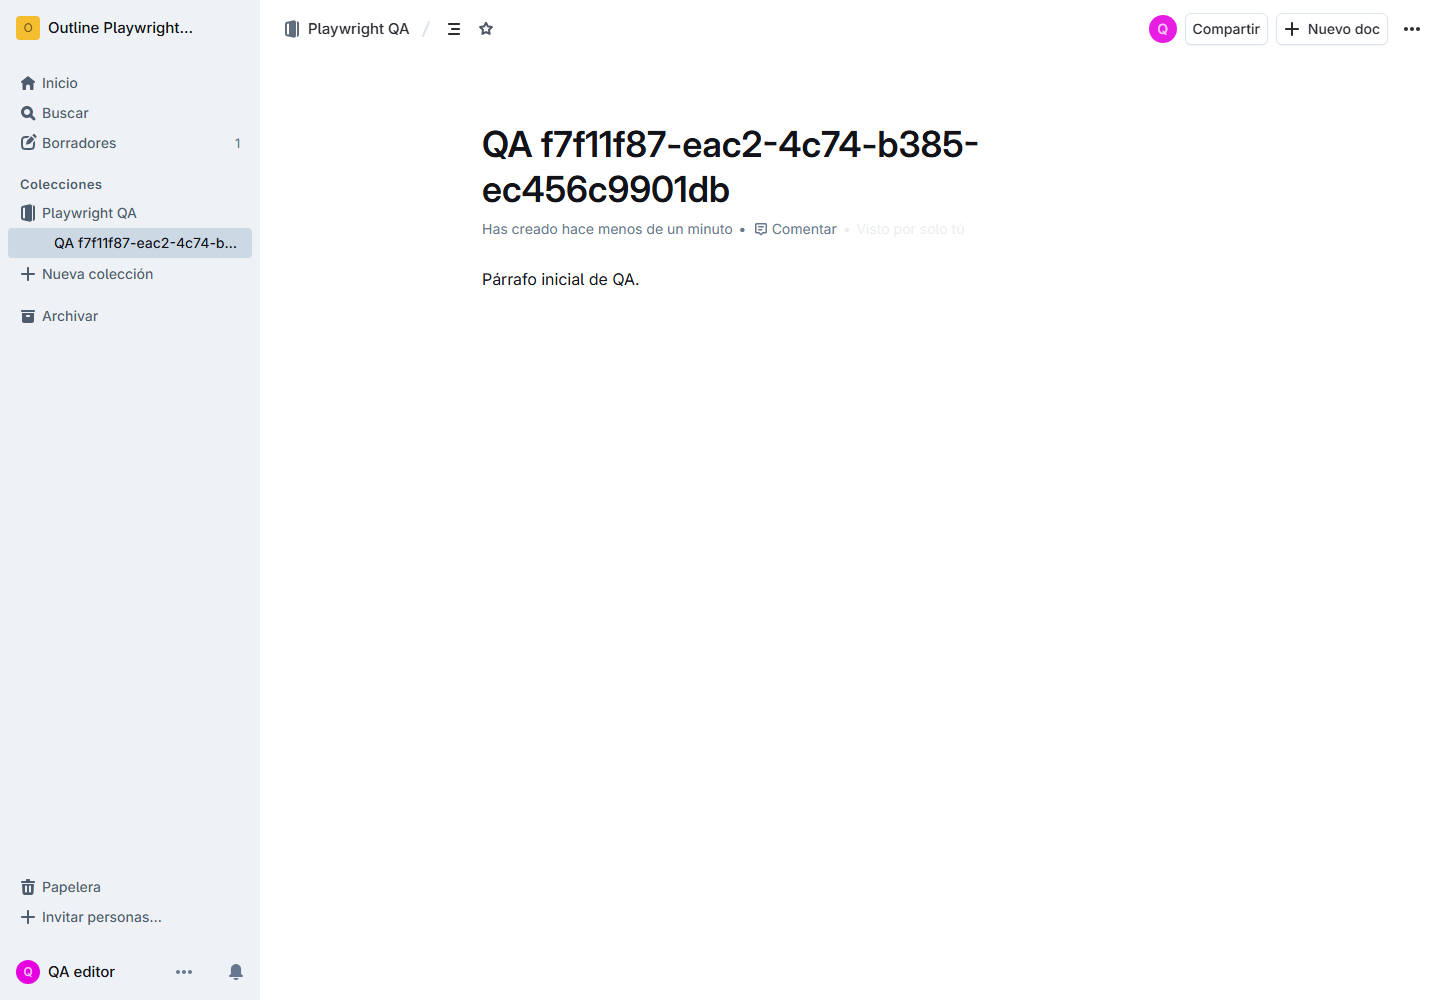 O Outline Playwright...
Inicio
Buscar
Borradores 1
Colecciones
Playwright QA
QA f7f11f87-eac2-4c74-b...
Nueva colección
Archivar
Papelera
Invitar personas...
Q QA editor
Playwright QA /
Q Compartir Nuevo doc
QA f7f11f87-eac2-4c74-b385-
ec456c9901db
Has creado hace menos de un minuto • Comentar • Visto por solo tú
Párrafo inicial de QA.